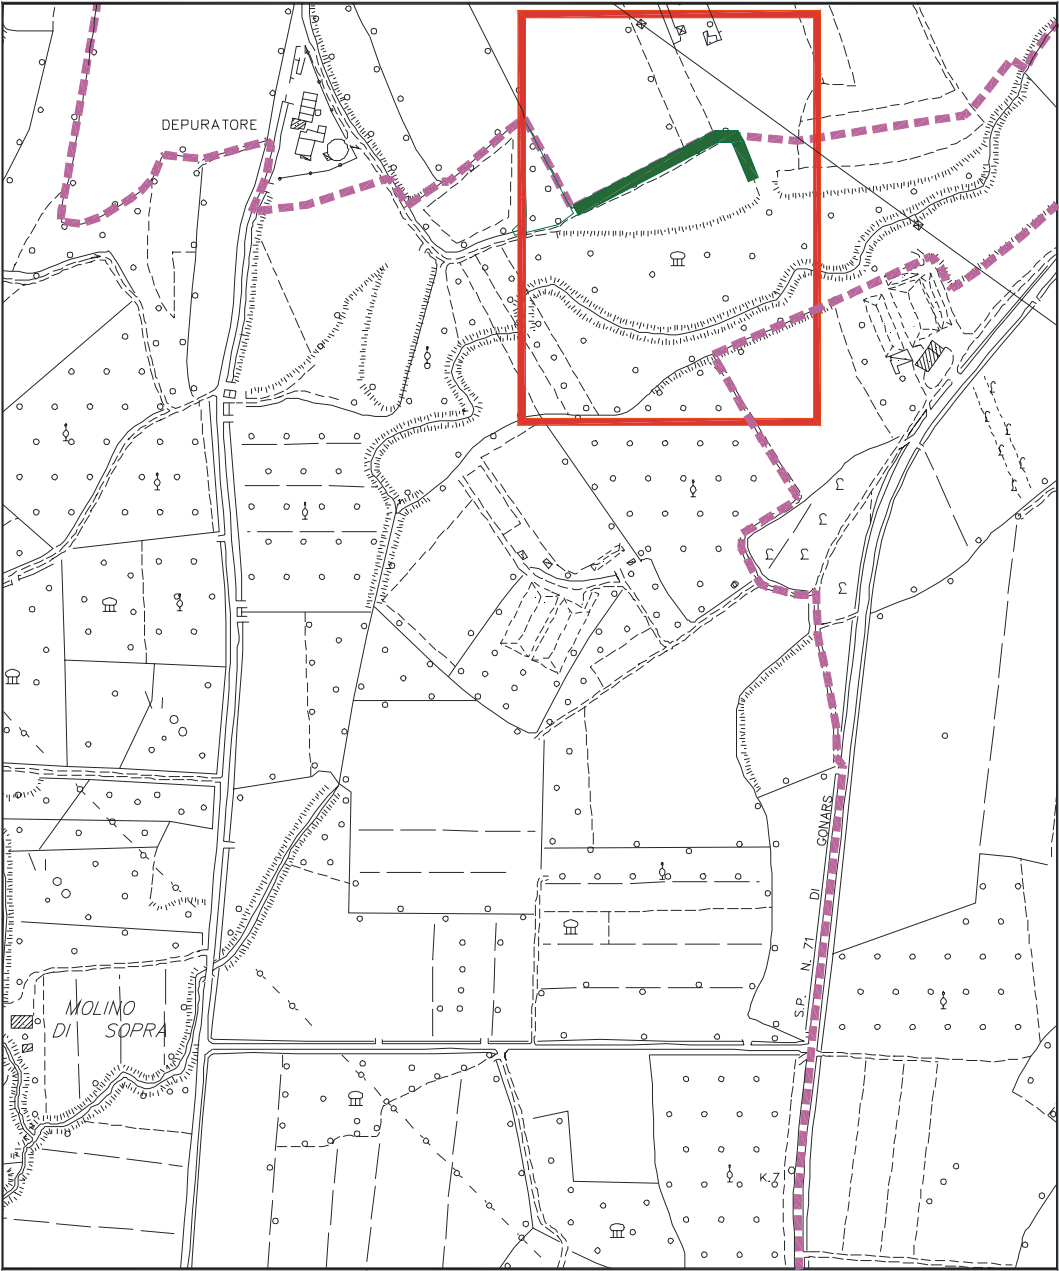 DEPURATORE
S.P. N. 71 DI GONARS
MOLINO
DI SOPRA
K.7